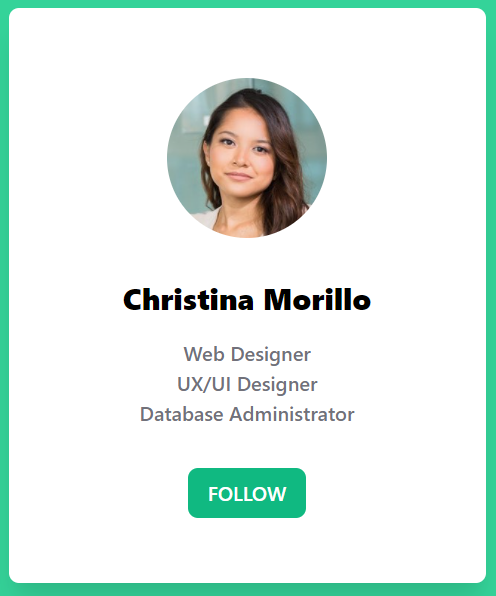 Christina Morillo
Web Designer
UX/UI Designer
Database Administrator
FOLLOW